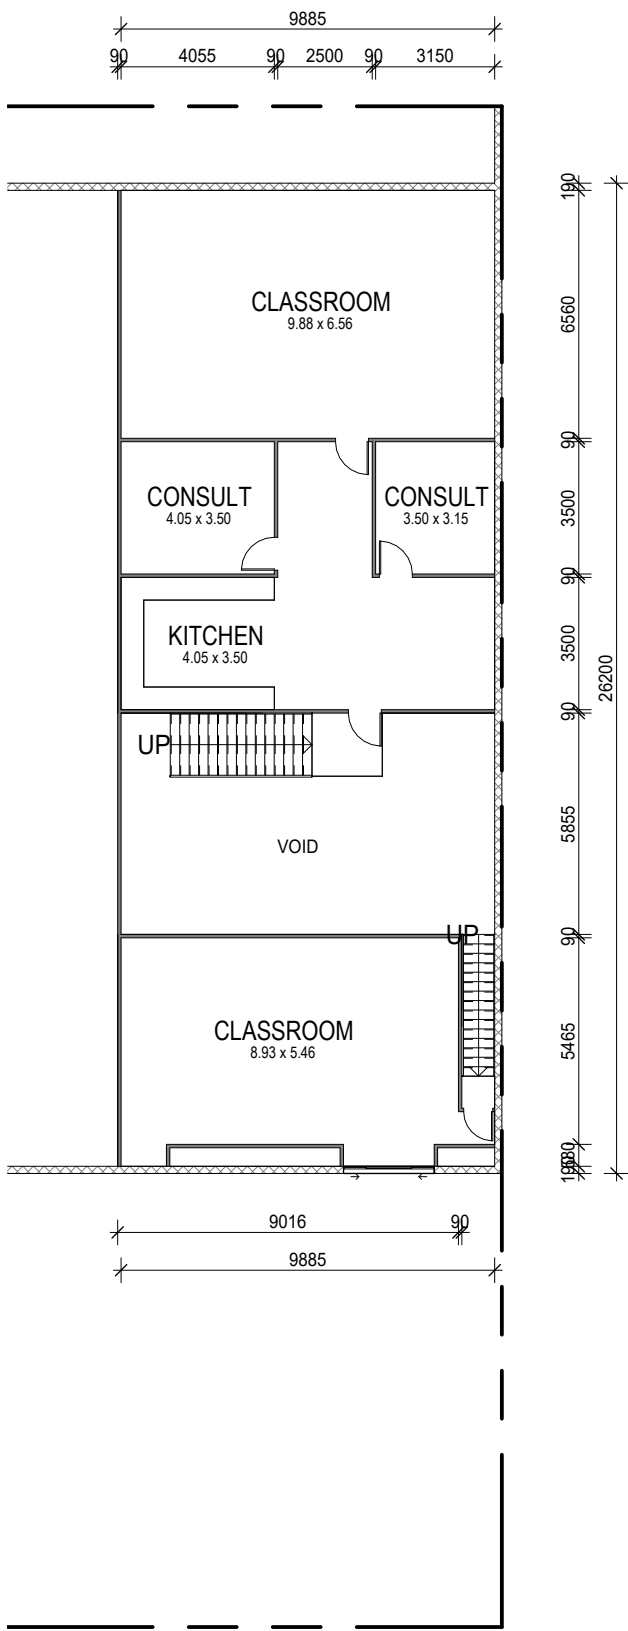 9885
90 4055 90 2500 90 3150
190
CLASSROOM
9.88 x 6.56
6560
90
CONSULT
4.05 x 3.50
CONSULT
3.50 x 3.15
3500
90
KITCHEN
4.05 x 3.50
3500
26200
90
UP
VOID
5855
UP
90
CLASSROOM
8.93 x 5.46
5465
580
190
9016 90
9885